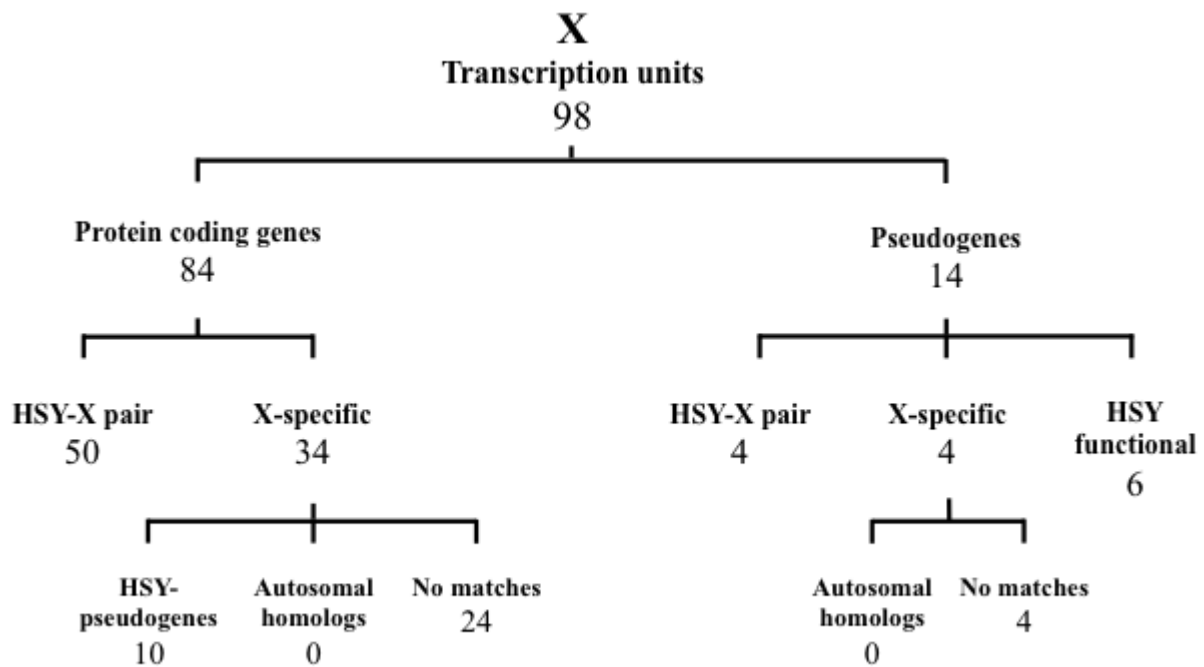 X
Transcription units
98
Protein coding genes
84
Pseudogenes
14
HSY-X pair
50
X-specific
34
HSY-X pair
4
X-specific
4
HSY
functional
6
HSY-
pseudogenes
10
Autosomal
homologs
0
No matches
24
Autosomal
homologs
0
No matches
4